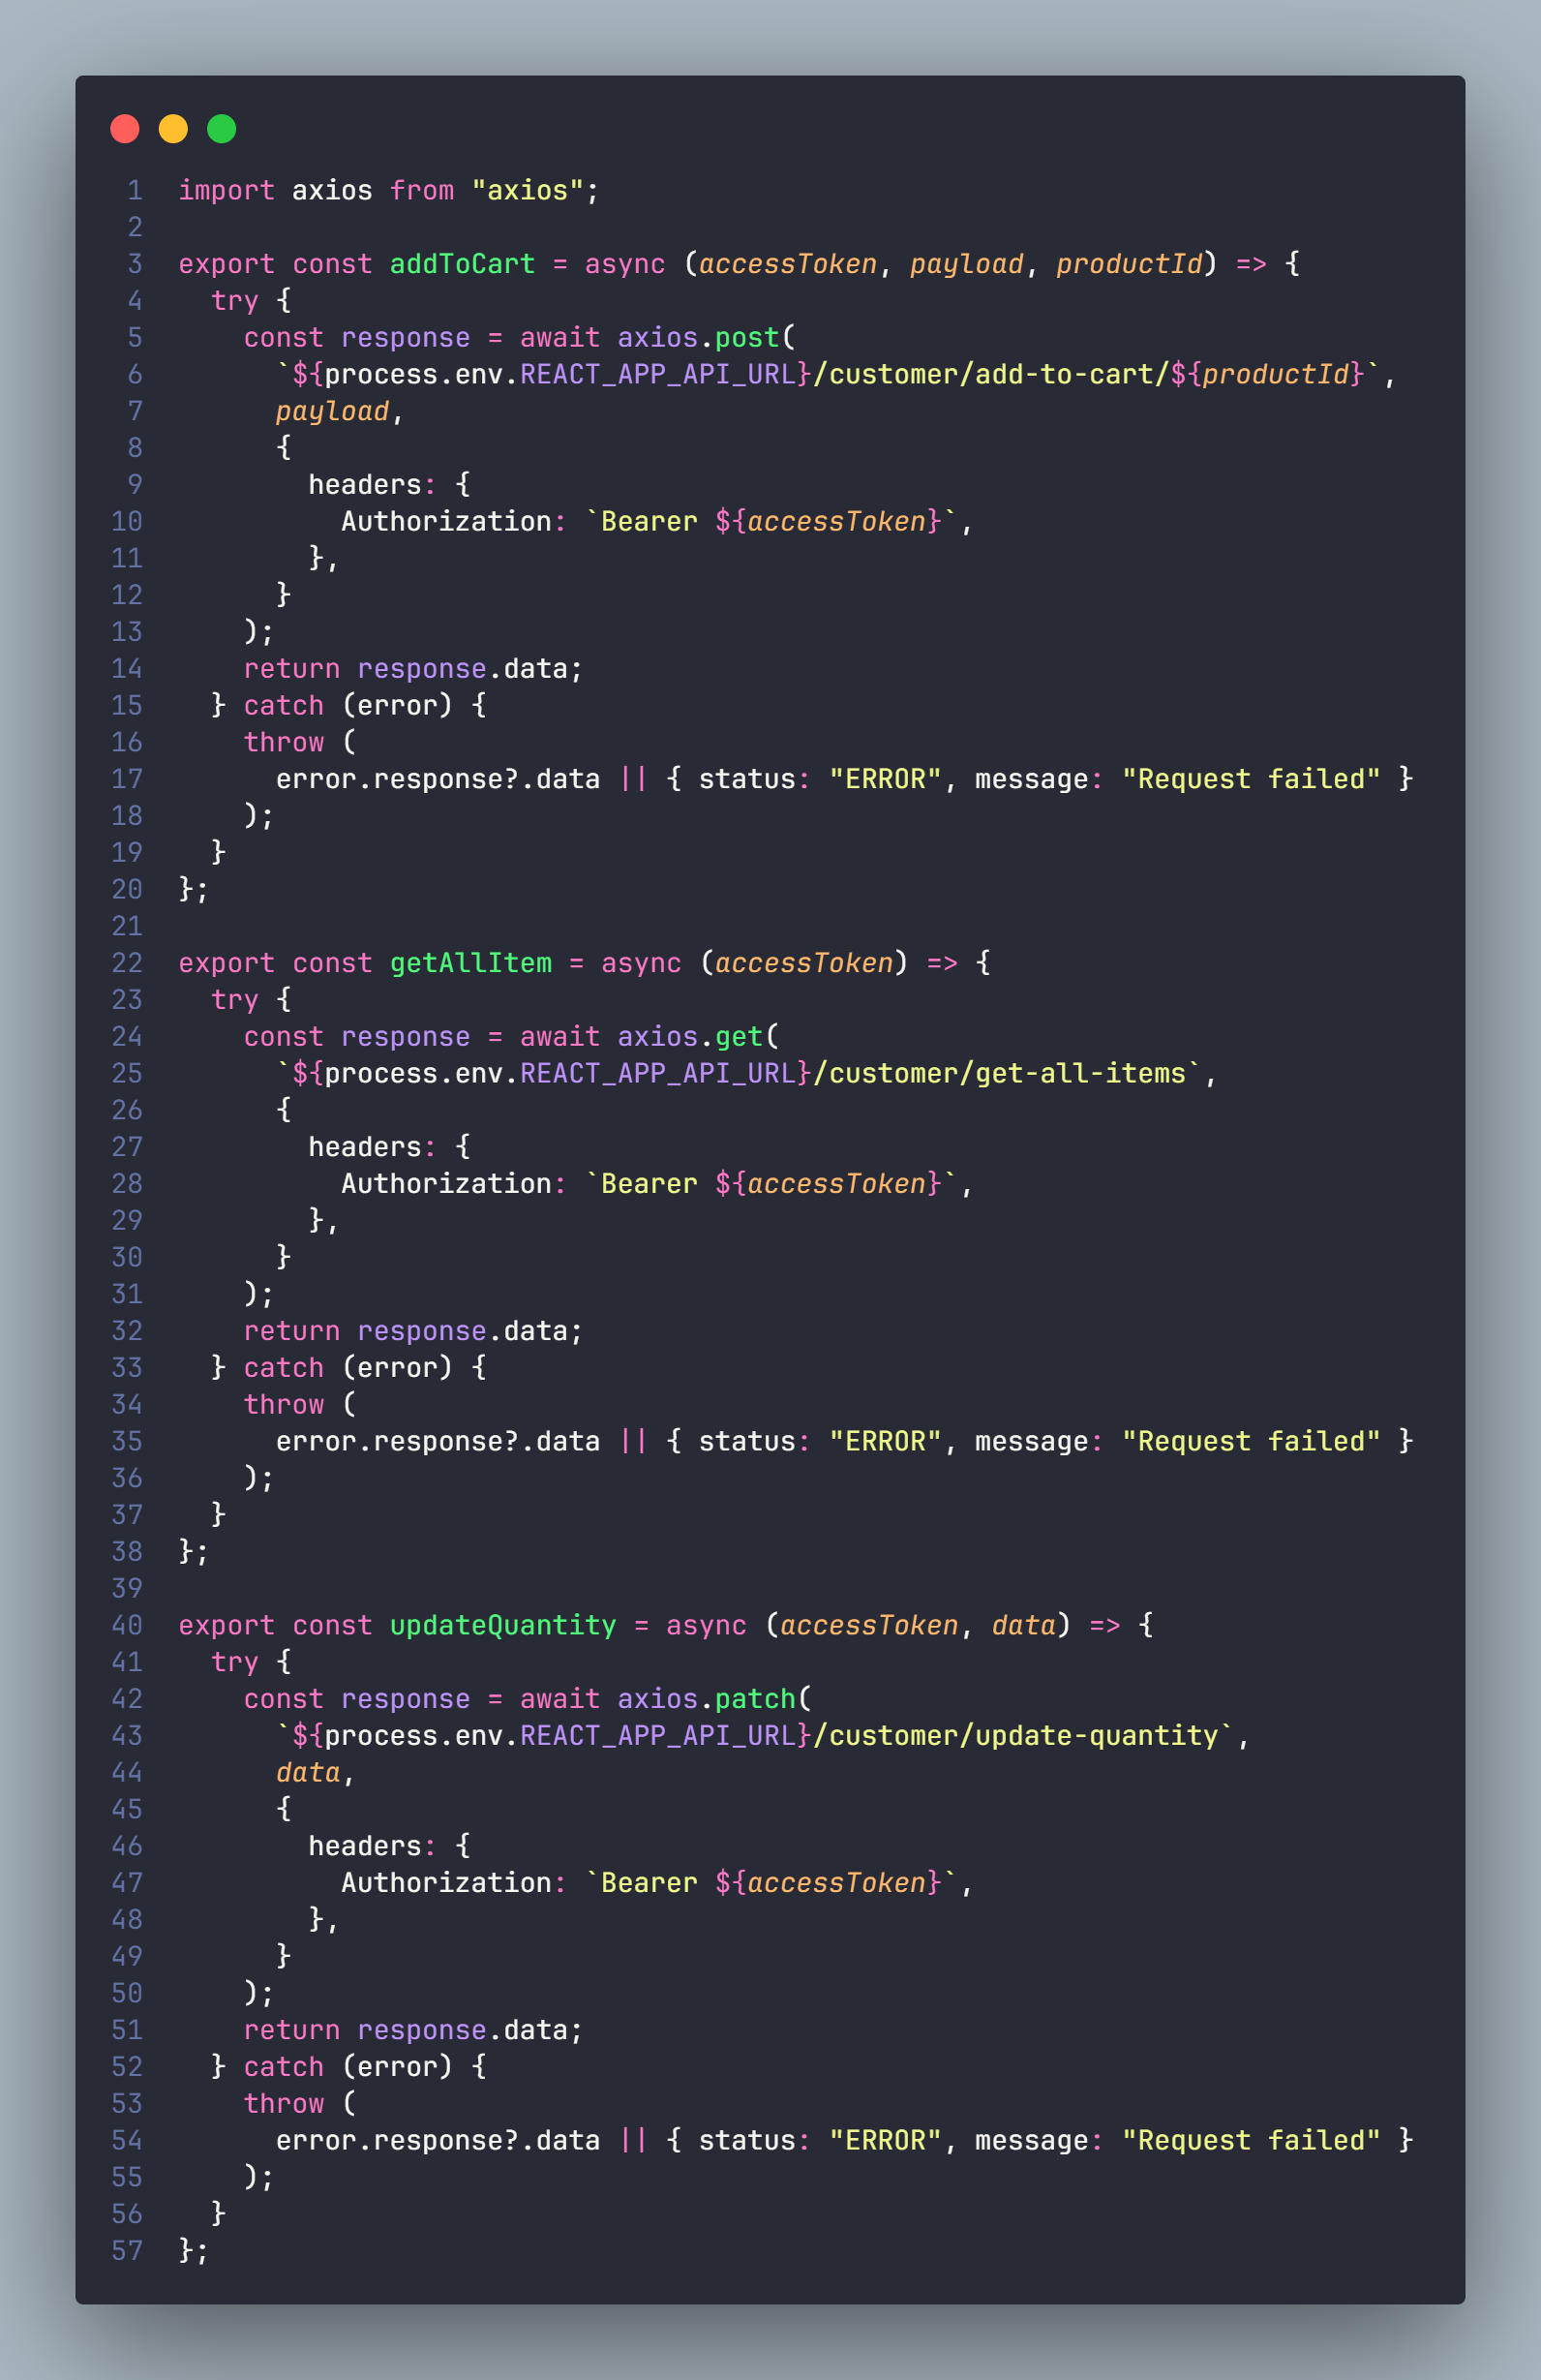 1 import axios from "axios";
2
3 export const addToCart = async (accessToken, payload, productId) => {
4   try {
5     const response = await axios.post(
6       `${process.env.REACT_APP_API_URL}/customer/add-to-cart/${productId}`,
7       payload,
8       {
9         headers: {
10           Authorization: `Bearer ${accessToken}`,
11         },
12       }
13     );
14     return response.data;
15   } catch (error) {
16     throw (
17       error.response?.data || { status: "ERROR", message: "Request failed" }
18     );
19   }
20 };
21
22 export const getAllItem = async (accessToken) => {
23   try {
24     const response = await axios.get(
25       `${process.env.REACT_APP_API_URL}/customer/get-all-items`,
26       {
27         headers: {
28           Authorization: `Bearer ${accessToken}`,
29         },
30       }
31     );
32     return response.data;
33   } catch (error) {
34     throw (
35       error.response?.data || { status: "ERROR", message: "Request failed" }
36     );
37   }
38 };
39
40 export const updateQuantity = async (accessToken, data) => {
41   try {
42     const response = await axios.patch(
43       `${process.env.REACT_APP_API_URL}/customer/update-quantity`,
44       data,
45       {
46         headers: {
47           Authorization: `Bearer ${accessToken}`,
48         },
49       }
50     );
51     return response.data;
52   } catch (error) {
53     throw (
54       error.response?.data || { status: "ERROR", message: "Request failed" }
55     );
56   }
57 };